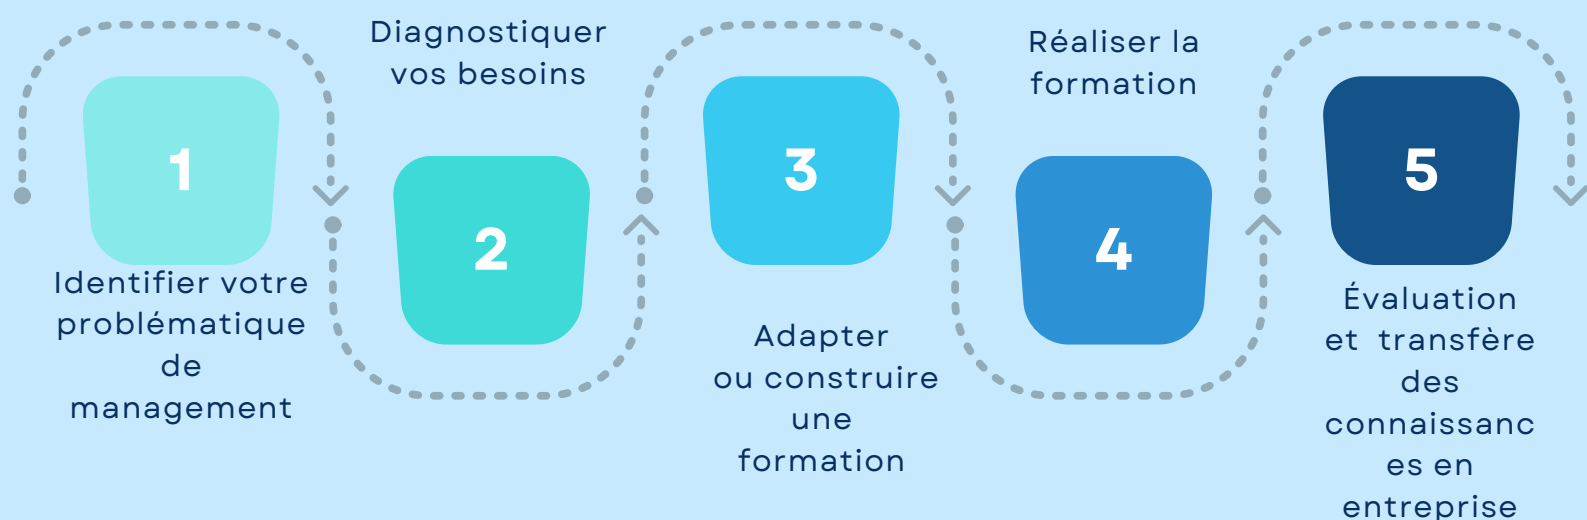 1
Identifier votre
problématique
de
management
Diagnostiquer
vos besoins
2
3
Adapter
ou construire
une
formation
Réaliser la
formation
4
5
Évaluation
et  transfère
des
connaissanc
es en
entreprise